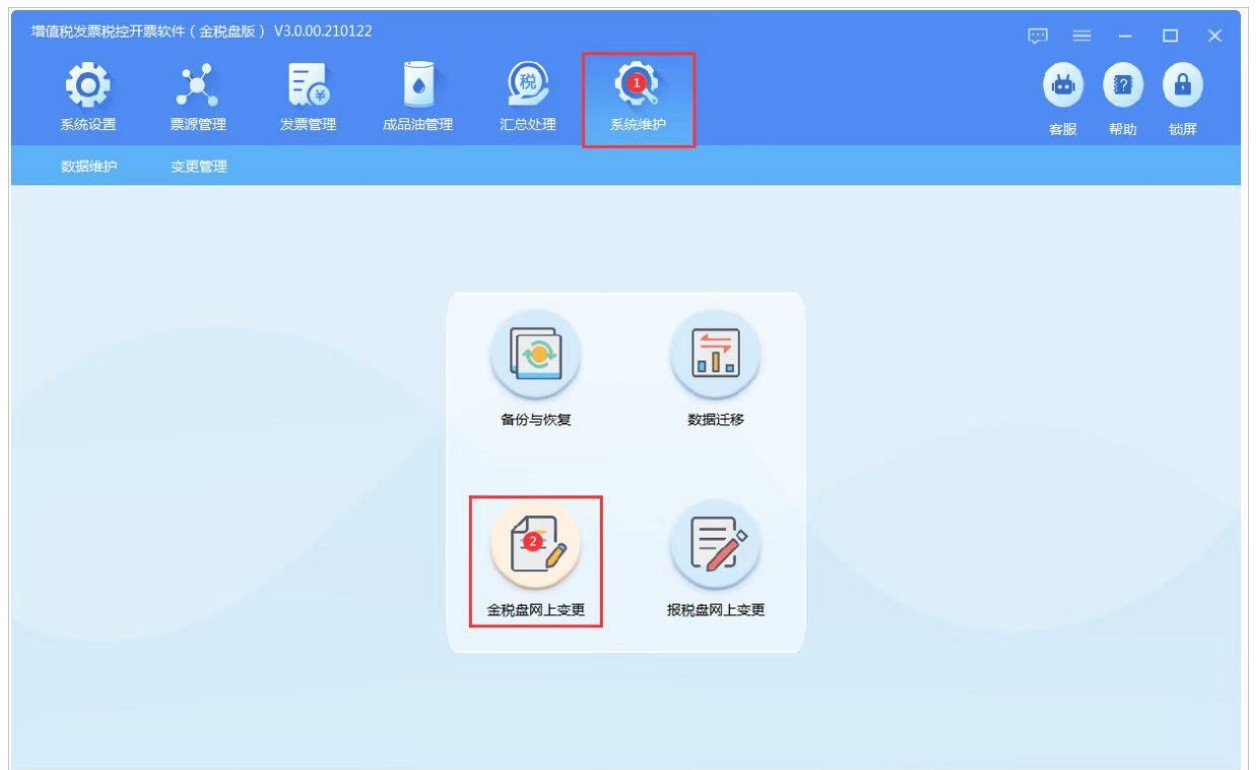 增值税发票税控开票软件（金税盘版） V3.0.00.210122
系统设置 票源管理 发票管理 成品油管理 税 汇总处理 1 系统维护 客服 帮助 锁屏
数据维护 变更管理
备份与恢复 数据迁移
2
金税盘网上变更 报税盘网上变更